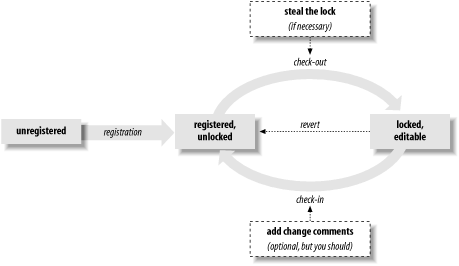 steal the lock
(if necessary)
check-out
unregistered
registration
registered,
unlocked
revert
locked,
editable
check-in
add change comments
(optional, but you should)